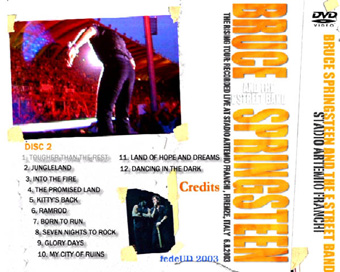 DISC 2
1. TOUGHER THAN THE REST
2. JUNGLELAND
3. INTO THE FIRE
4. THE PROMISED LAND
5. KITTY'S BACK
6. RAMROD
7. BORN TO RUN
8. SEVEN NIGHTS TO ROCK
9. GLORY DAYS
10. MY CITY OF RUINS
11. LAND OF HOPE AND DREAMS
12. DANCING IN THE DARK
Credits
fedeUD 2003
BRUCE SPRINGSTEEN
AND THE E STREET BAND
THE RISING TOUR RECORDED LIVE AT STADIO ARTEMIO FRANCHI, FIRENZE, ITALY 6.8.2003
DVD
VIDEO
BRUCE SPRINGSTEEN AND THE E STREET BAND
STADIO ARTEMIO FRANCHI